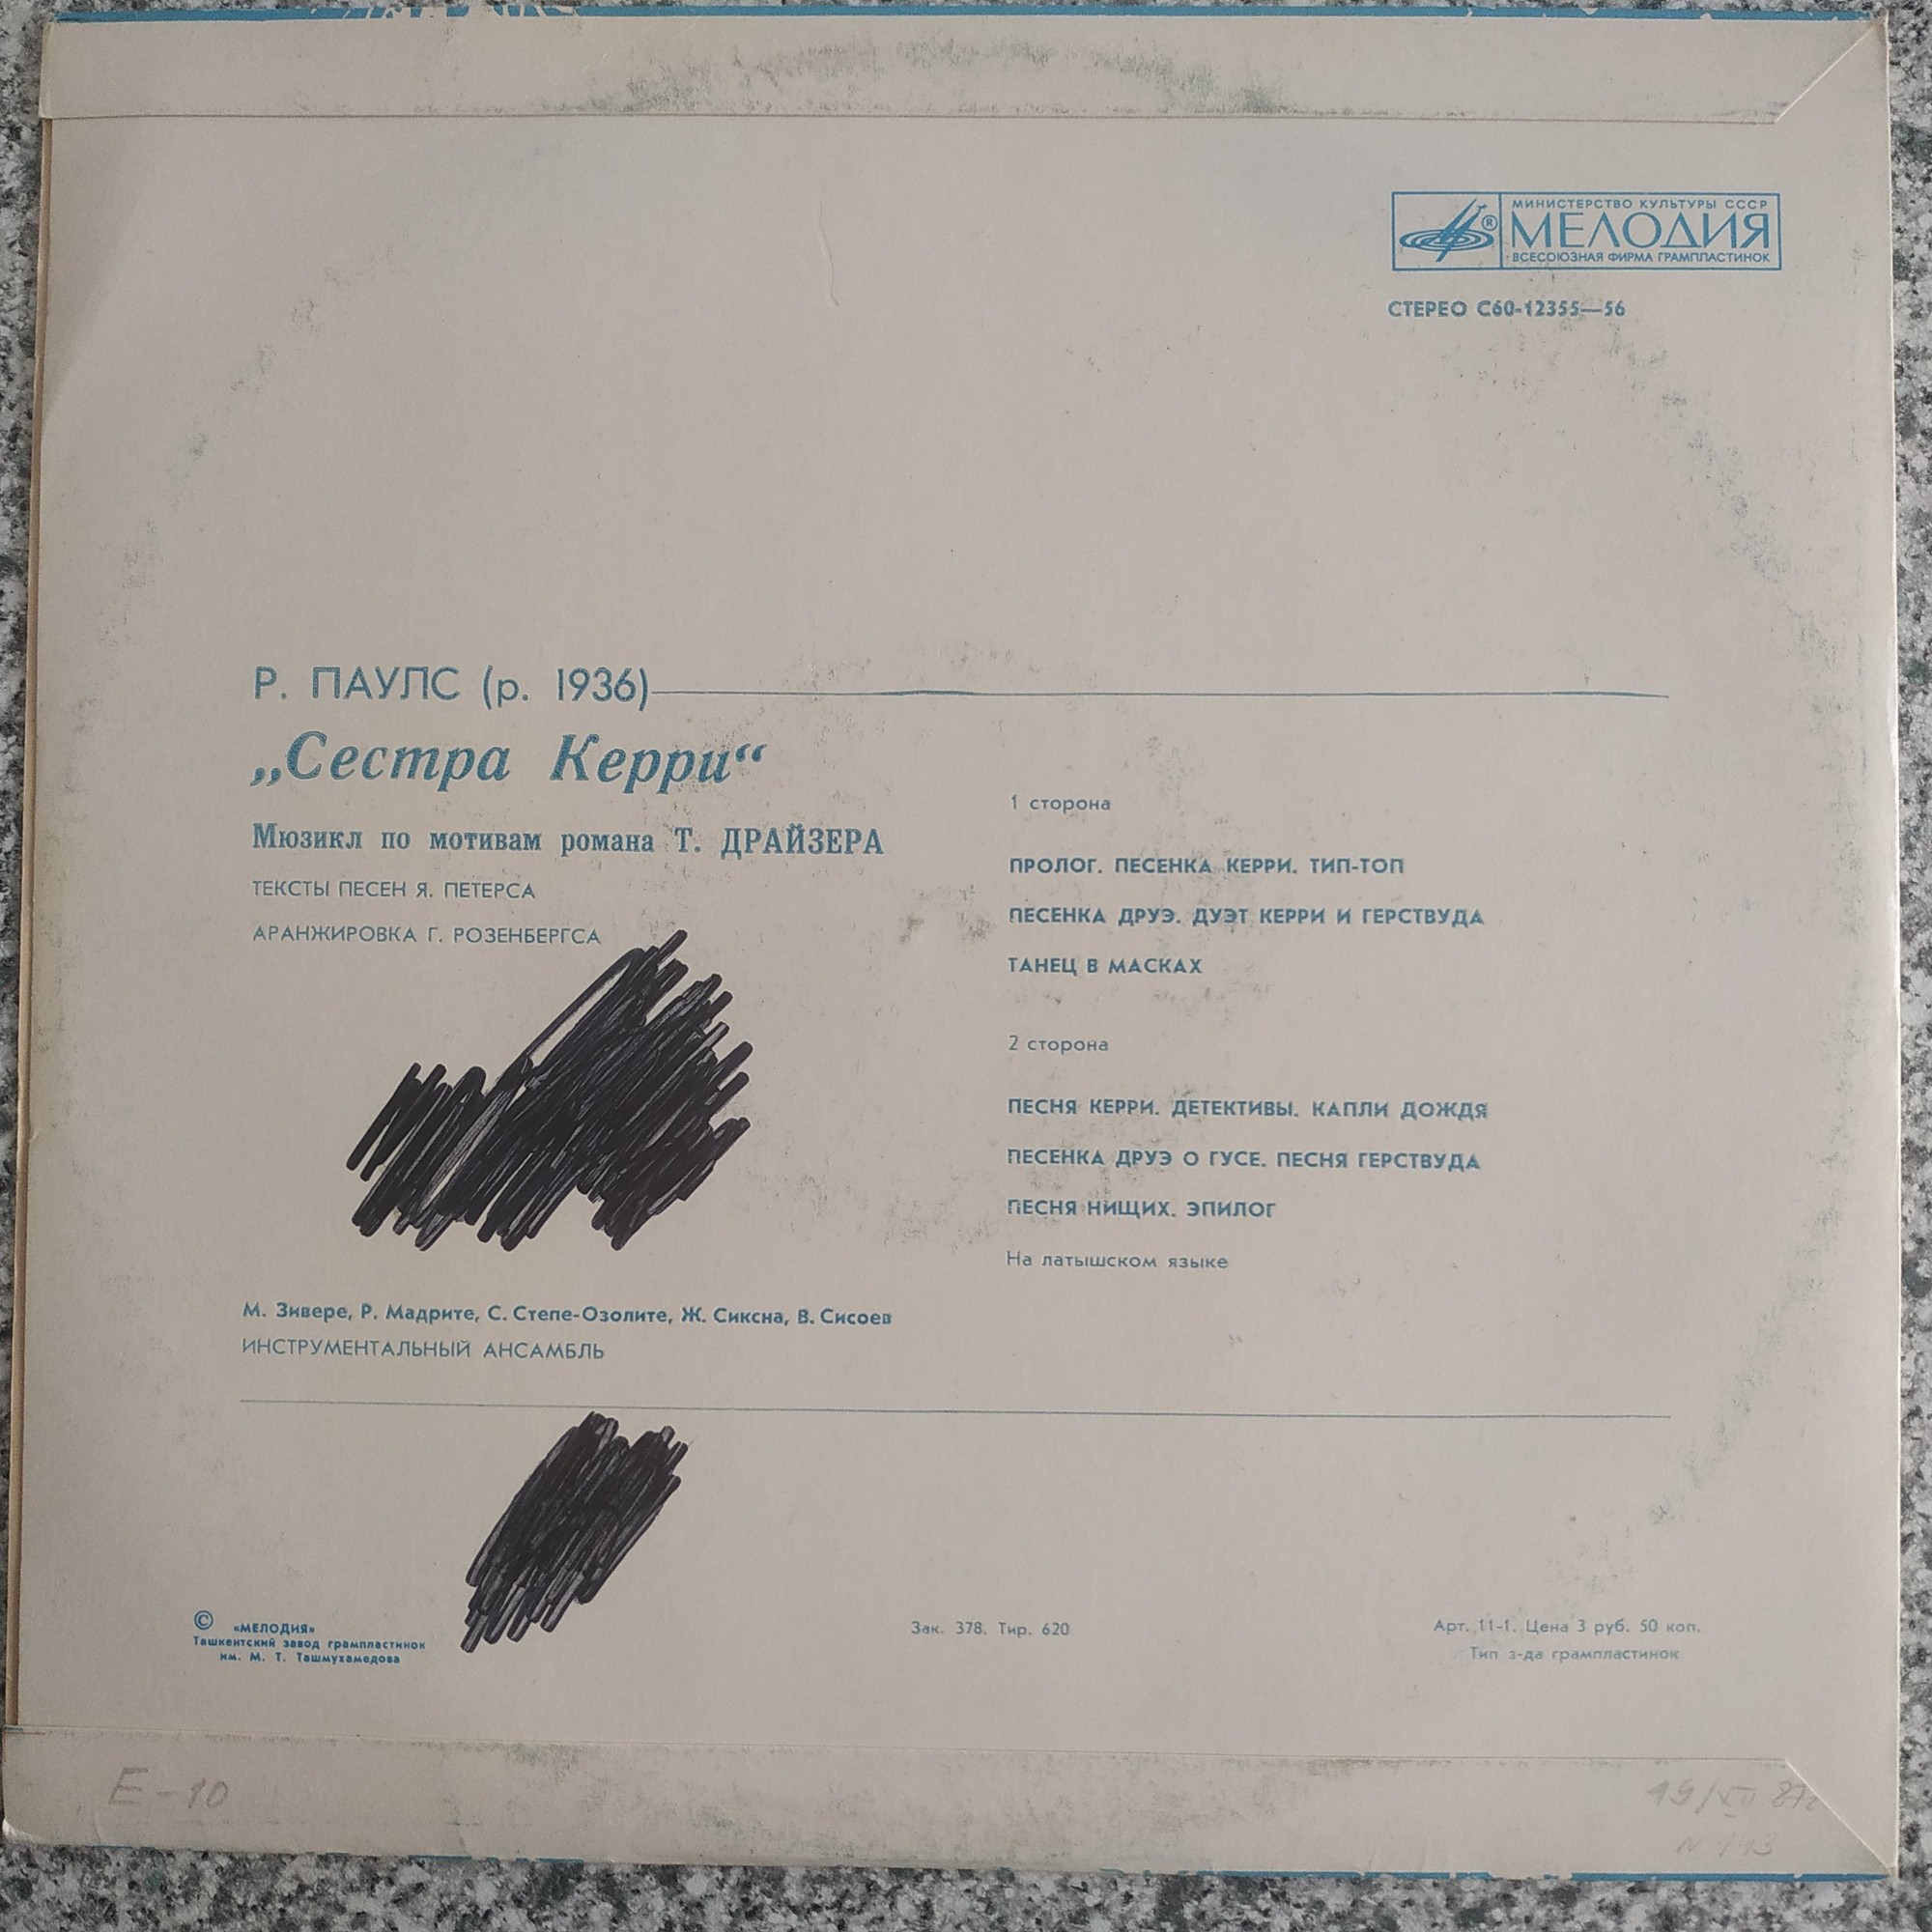 МИНИСТЕРСТВО КУЛЬТУРЫ СССР
МЕЛОДИЯ
ВСЕСОЮЗНАЯ ФИРМА ГРАМПЛАСТИНОК
СТЕРЕО С60-12355—56
Р. ПАУЛС (р. 1936)
„Сестра Керри“
Мюзикл по мотивам романа Т. ДРАЙЗЕРА
ТЕКСТЫ ПЕСЕН Я. ПЕТЕРСА
АРАНЖИРОВКА Г. РОЗЕНБЕРГСА
М. Зивере, Р. Мадрите, С. Степе-Озолите, Ж. Сиксна, В. Сисоев
ИНСТРУМЕНТАЛЬНЫЙ АНСАМБЛЬ
1 сторона
ПРОЛОГ. ПЕСЕНКА КЕРРИ. ТИП-ТОП
ПЕСЕНКА ДРУЭ. ДУЭТ КЕРРИ И ГЕРСТВУДА
ТАНЕЦ В МАСКАХ
2 сторона
ПЕСНЯ КЕРРИ. ДЕТЕКТИВЫ. КАПЛИ ДОЖДЯ
ПЕСЕНКА ДРУЭ О ГУСЕ. ПЕСНЯ ГЕРСТВУДА
ПЕСНЯ НИЩИХ. ЭПИЛОГ
На латышском языке
© «МЕЛОДИЯ»
Ташкентский завод грампластинок
им. М. Т. Ташмухамедова
Зак. 378. Тир. 620
Арт. 11-1. Цена 3 руб. 50 коп.
Тип з-да грампластинок
Е-10
19/XII 87г
N 143